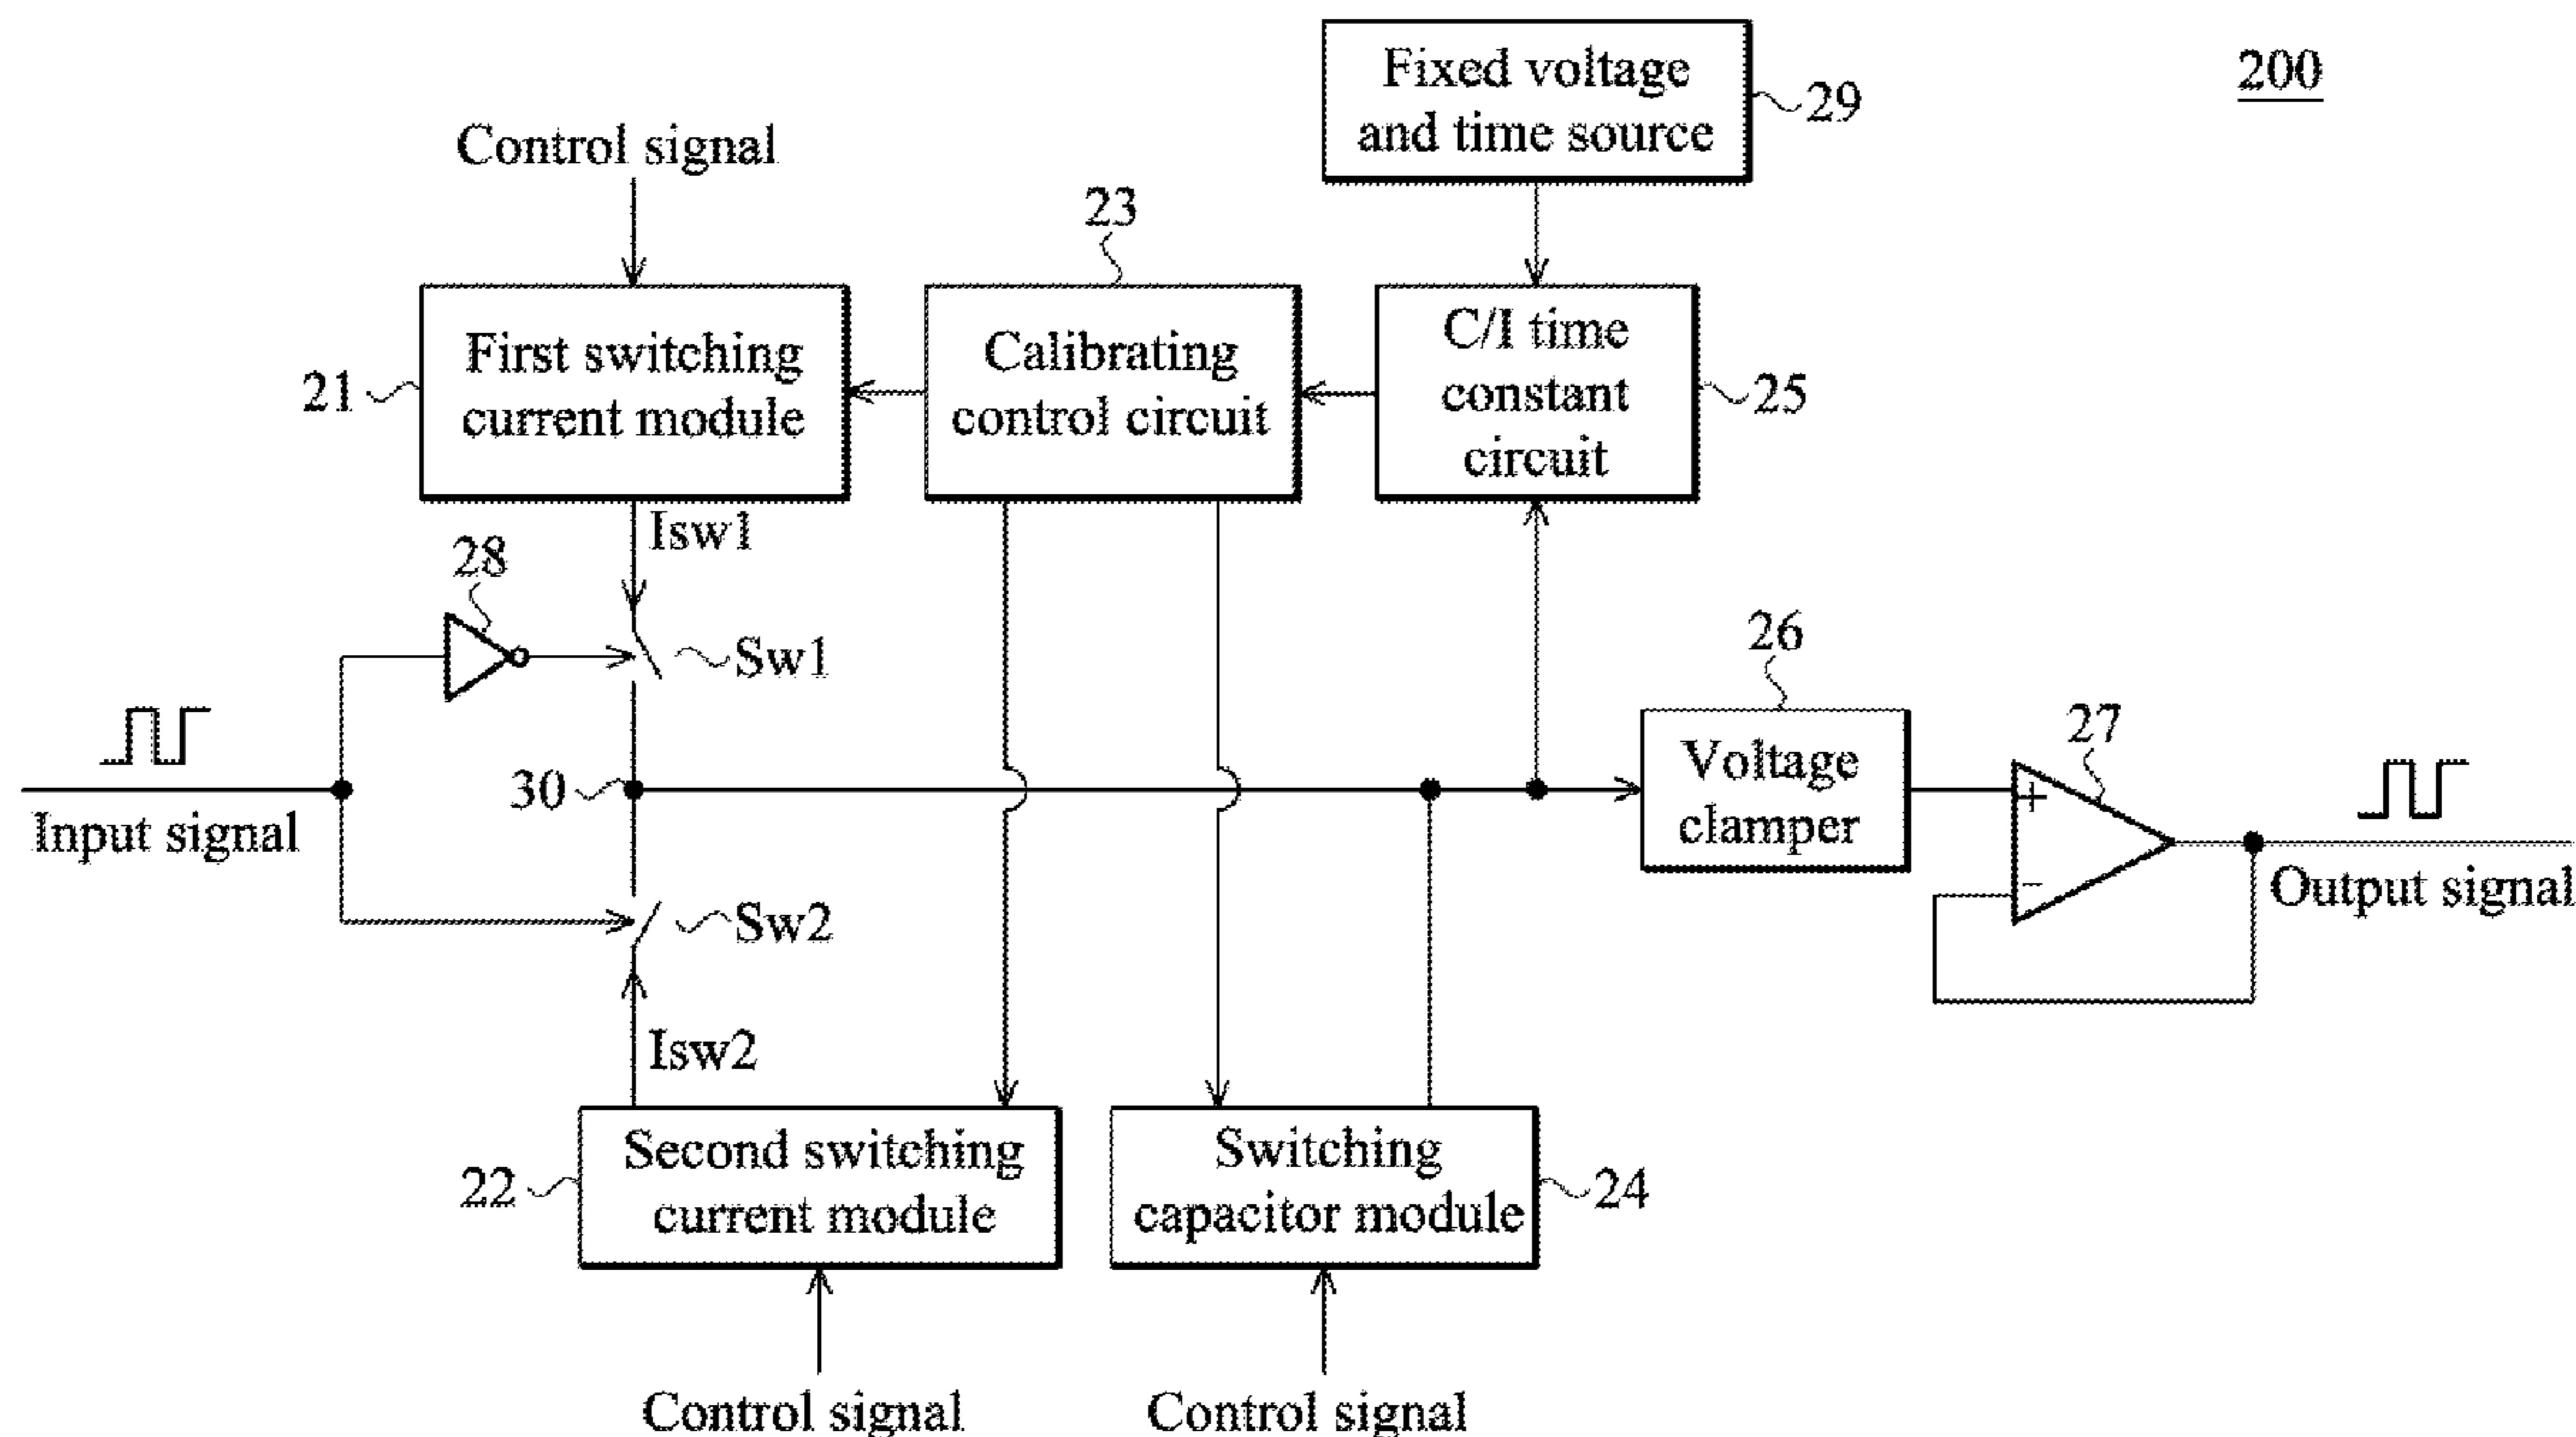 Fixed voltage
and time source
29
200
Control signal
23
First switching
current module
21
Calibrating
control circuit
C/I time
constant
circuit
25
Isw1
28
Sw1
26
Voltage
clamper
27
+
−
30
Input signal
Output signal
Sw2
Isw2
Second switching
current module
22
Switching
capacitor module
24
Control signal
Control signal